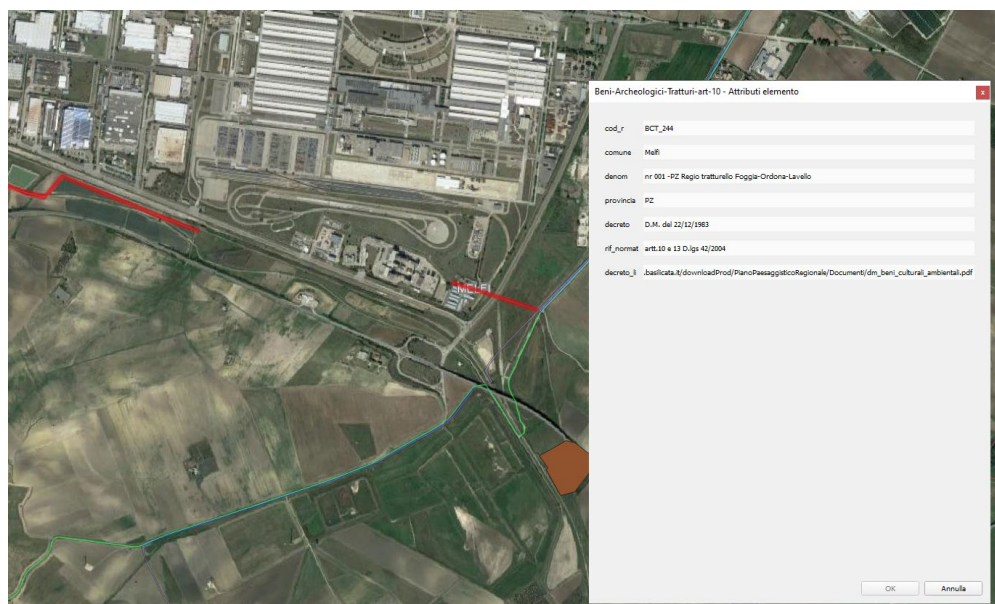 Beni-Archeologici-Tratturi-art-10 - Attributi elemento
x
cod_r BCT_244
comune Melfi
denom nr 001 -PZ Regio tratturello Foggia-Ordona-Lavello
provincia PZ
decreto D.M. del 22/12/1983
rif_normat artt.10 e 13 D.lgs 42/2004
decreto_li .basilicata.it/downloadProd/PianoPaesaggisticoRegionale/Documenti/dm_beni_culturali_ambientali.pdf
MELFI
OK Annulla